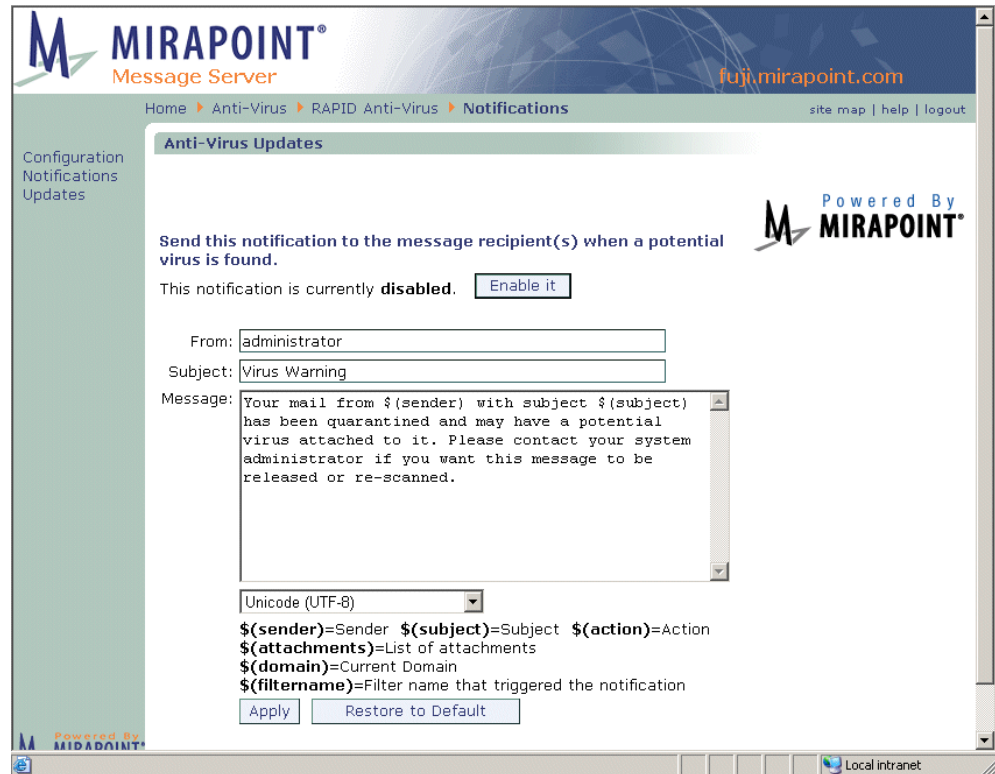 MIRAPOINT®
Message Server
fuji.mirapoint.com
Home Anti-Virus RAPID Anti-Virus Notifications
site map | help | logout
Configuration
Notifications
Updates
Anti-Virus Updates
Powered By
MIRAPOINT®
Send this notification to the message recipient(s) when a potential
virus is found.
This notification is currently disabled. Enable it
From: administrator
Subject: Virus Warning
Message: Your mail from $(sender) with subject $(subject)
has been quarantined and may have a potential
virus attached to it. Please contact your system
administrator if you want this message to be
released or re-scanned.
Unicode (UTF-8)
$(sender)=Sender $(subject)=Subject $(action)=Action
$(attachments)=List of attachments
$(domain)=Current Domain
$(filtername)=Filter name that triggered the notification
Apply Restore to Default
Powered By
MIRAPOINT
Local intranet